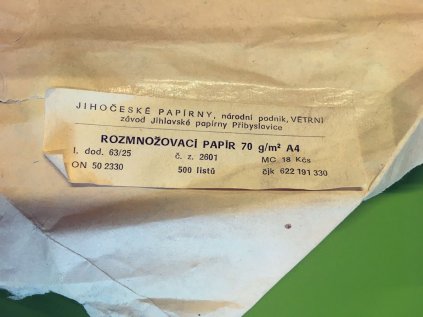 JIHOČESKÉ PAPÍRNY, národní podnik, VĚTŘNÍ
závod Jihlavské papírny Přibyslavice
ROZMNOŽOVACÍ PAPÍR 70 g/m² A4
I. dod. 63/25 č. z. 2601 MC 18 Kčs
ON 50 2330 500 listů čjk 622 191 330